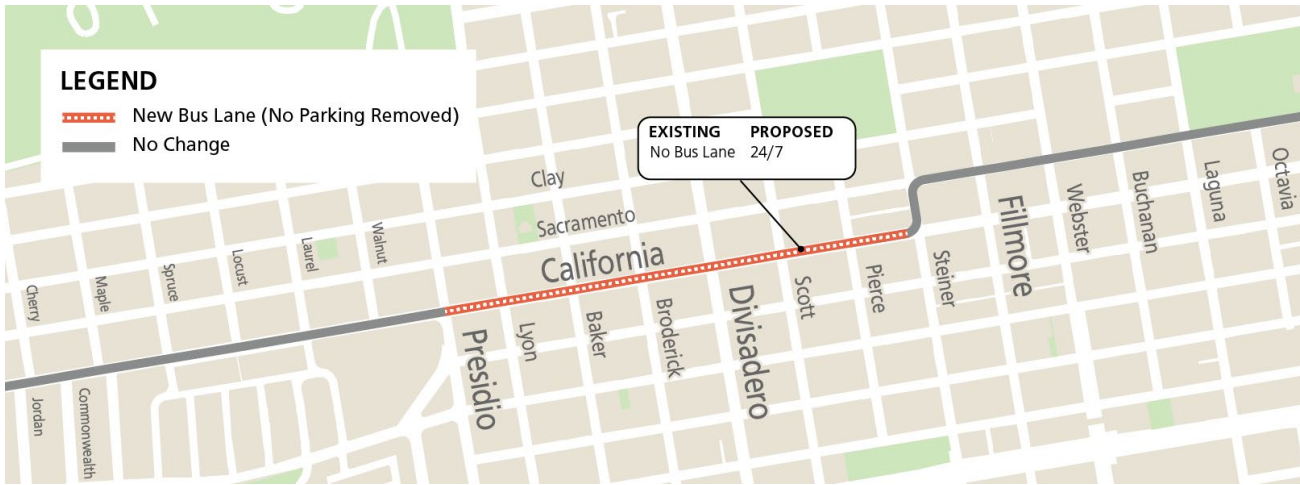 LEGEND
New Bus Lane (No Parking Removed)
No Change
EXISTING PROPOSED
No Bus Lane 24/7
Clay
Sacramento
California
Cherry
Maple
Spruce
Locust
Laurel
Walnut
Jordan
Commonwealth
Presidio
Lyon
Baker
Broderick
Divisadero
Scott
Pierce
Steiner
Fillmore
Webster
Buchanan
Laguna
Octavia